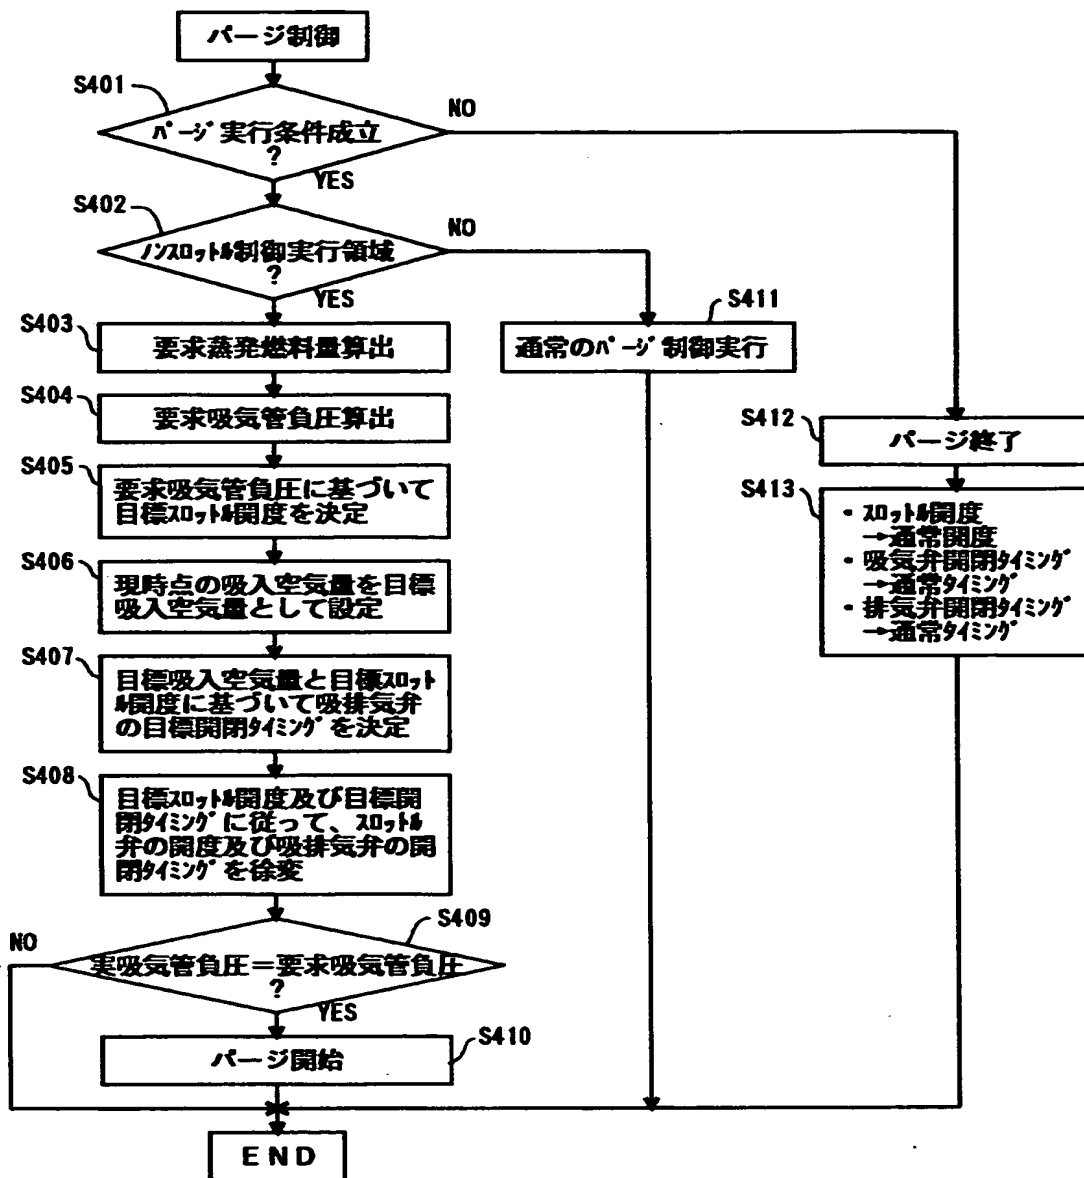 パージ制御
S401
パージ実行条件成立
?
NO
YES
S402
ノンスロットル制御実行領域
?
NO
YES
S403
要求蒸発燃料量算出
S411
通常のパージ制御実行
S404
要求吸気管負圧算出
S412
パージ終了
S405
要求吸気管負圧に基づいて
目標スロットル開度を決定
S413
・スロットル開度
→通常開度
・吸気弁開閉タイミング
→通常タイミング
・排気弁開閉タイミング
→通常タイミング
S406
現時点の吸入空気量を目標
吸入空気量として設定
S407
目標吸入空気量と目標スロット
ル開度に基づいて吸排気弁
の目標開閉タイミングを決定
S408
目標スロットル開度及び目標開
閉タイミングに従って、スロットル
弁の開度及び吸排気弁の開
閉タイミングを徐変
S409
実吸気管負圧=要求吸気管負圧
?
NO
YES
S410
パージ開始
END